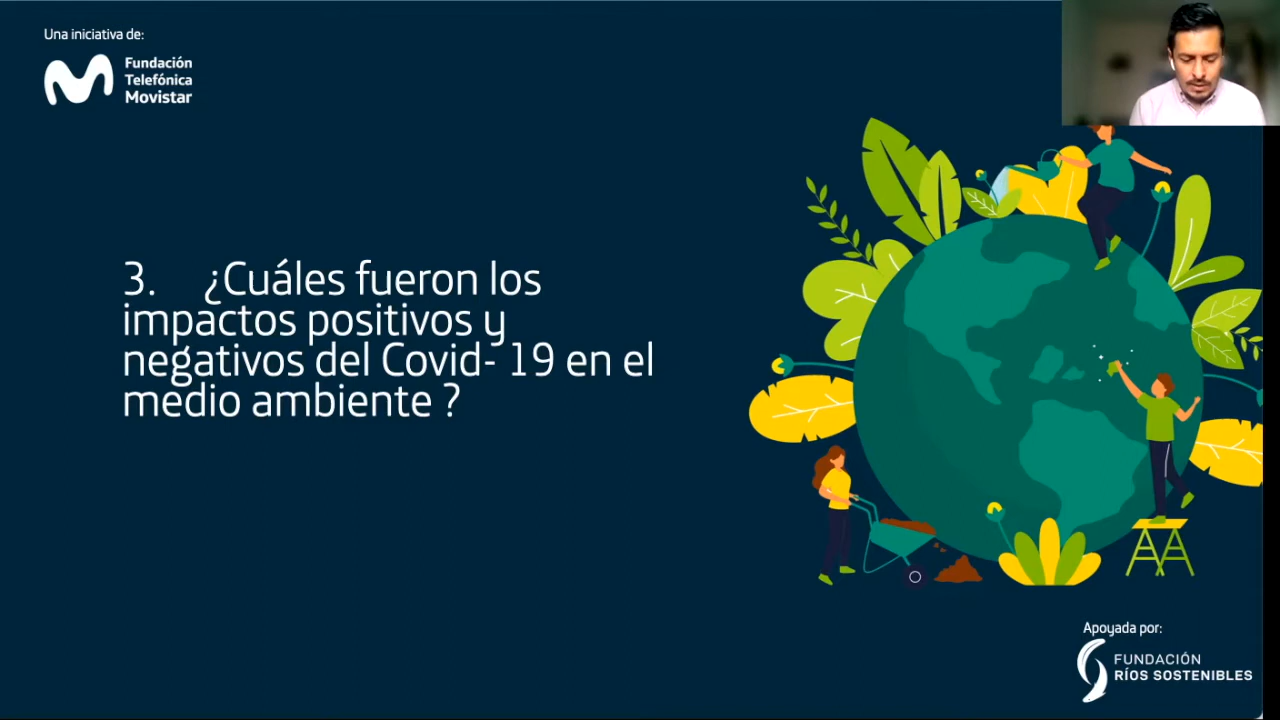 Una iniciativa de:
Fundación
Telefónica
Movistar
3. ¿Cuáles fueron los
impactos positivos y
negativos del Covid- 19 en el
medio ambiente ?
Apoyada por:
FUNDACIÓN
RÍOS SOSTENIBLES